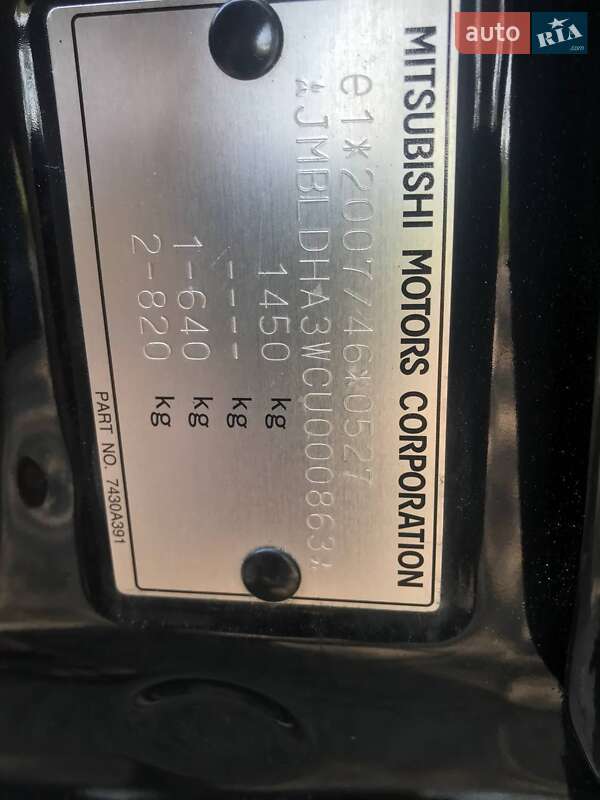 MITSUBISHI MOTORS CORPORATION
e1*2007/46*0527
*JMBLDHA3WCU000863*
1450 kg
---- kg
1-640 kg
2-820 kg
PART NO. 7430A391
auto RIA .com